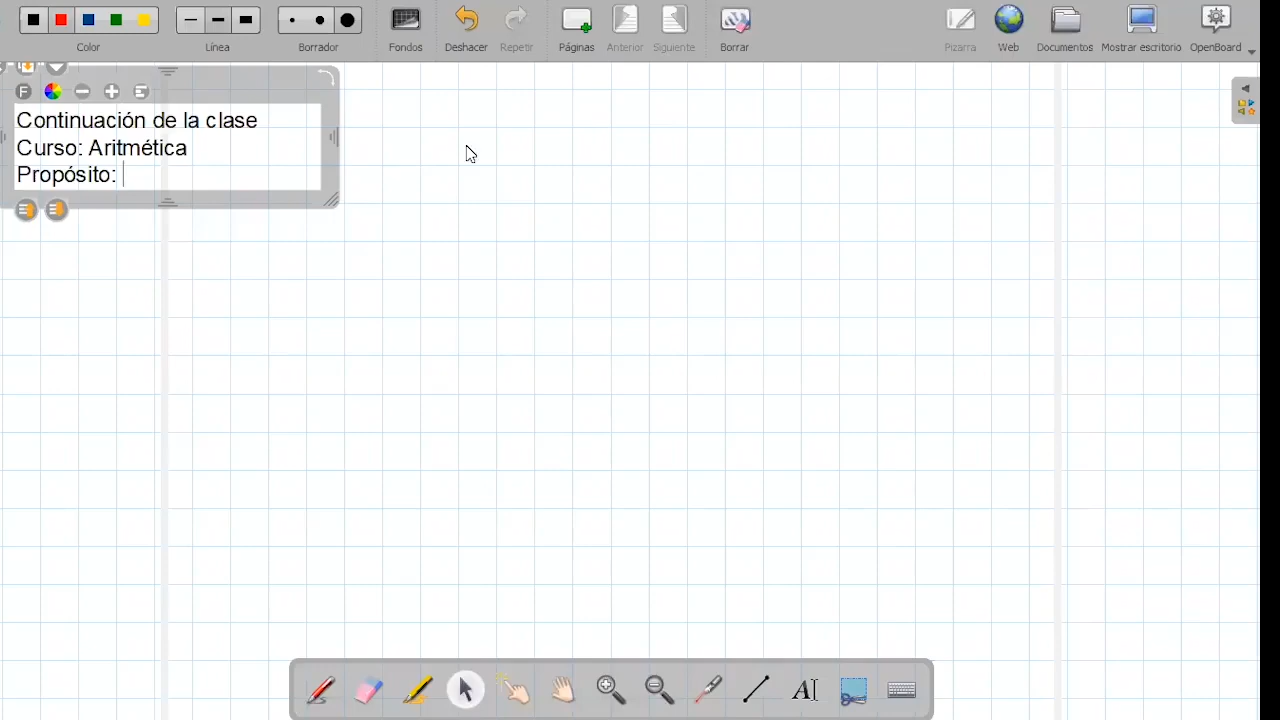 Color
Línea
Borrador
Fondos
Deshacer
Repetir
Páginas
Anterior
Siguiente
Borrar
Pizarra
Web
Documentos
Mostrar escritorio
OpenBoard
F
Continuación de la clase
Curso: Aritmética
Propósito:
AI